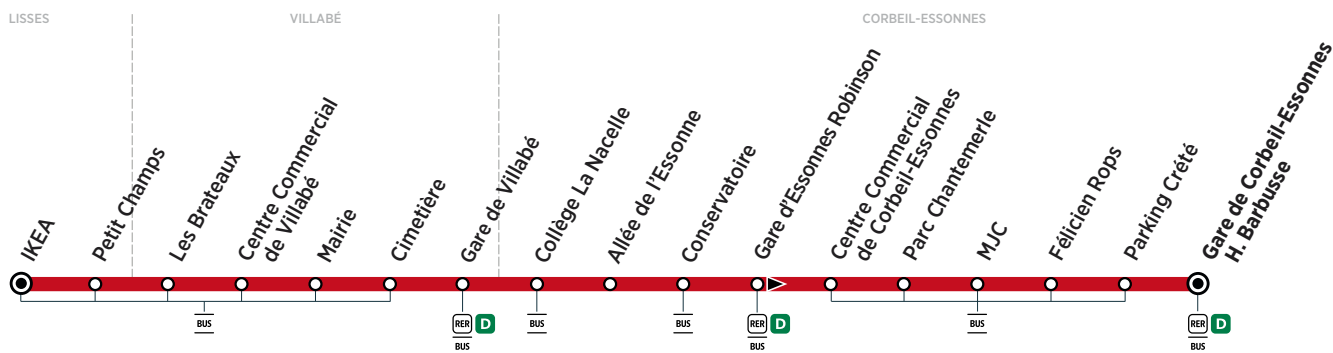 LISSES
VILLABÉ
CORBEIL-ESSONNES
IKEA
Petit Champs
Les Brateaux
Centre Commercial
de Villabé
Mairie
Cimetière
Gare de Villabé
Collège La Nacelle
Allée de l'Essonne
Conservatoire
Gare d'Essonnes Robinson
Centre Commercial
de Corbeil-Essonnes
Parc Chantemerle
MJC
Félicien Rops
Parking Crété
Gare de Corbeil-Essonnes
H. Barbusse
BUS
RER D
BUS
BUS
BUS
RER D
BUS
BUS
RER D
BUS